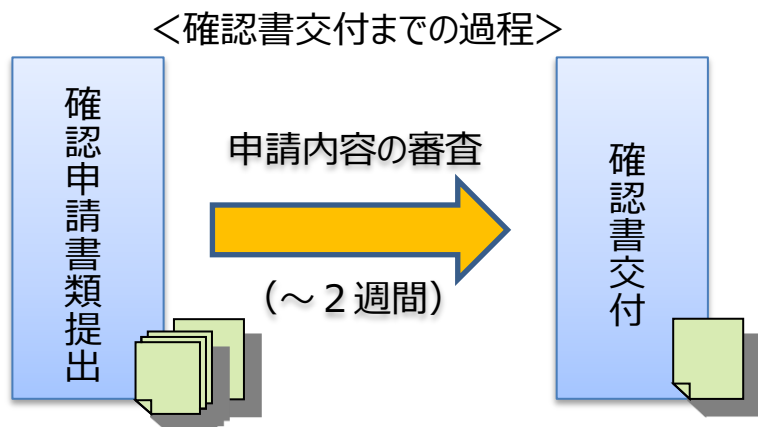 ＜確認書交付までの過程＞
確認申請書類提出
申請内容の審査
（～２週間）
確認書交付